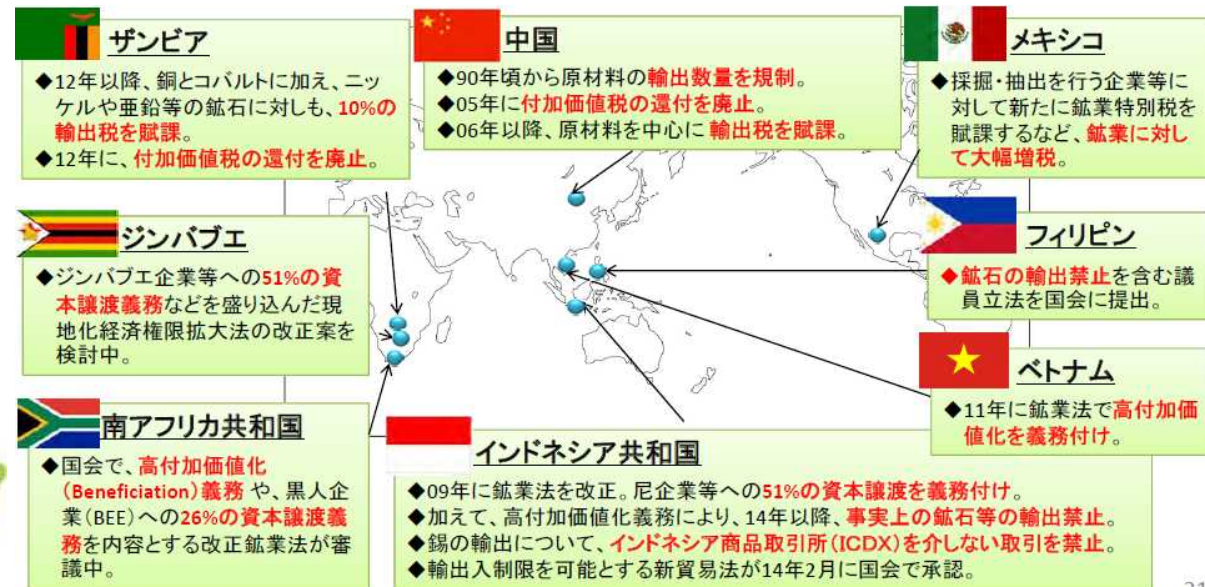 ザンビア
◆12年以降、銅とコバルトに加え、ニッ
ケルや亜鉛等の鉱石に対しも、10%の
輸出税を賦課。
◆12年に、付加価値税の還付を廃止。
中国
◆90年頃から原材料の輸出数量を規制。
◆05年に付加価値税の還付を廃止。
◆06年以降、原材料を中心に輸出税を賦課。
メキシコ
◆採掘・抽出を行う企業等に
対して新たに鉱業特別税を
賦課するなど、鉱業に対し
て大幅増税。
ジンバブエ
◆ジンバブエ企業等への51%の資
本譲渡義務などを盛り込んだ現
地化経済権限拡大法の改正案を
検討中。
フィリピン
◆鉱石の輸出禁止を含む議
員立法を国会に提出。
ベトナム
◆11年に鉱業法で高付加価
値化を義務付け。
南アフリカ共和国
◆国会で、高付加価値化
(Beneficiation)義務 や、黒人企
業(BEE)への26%の資本譲渡義
務を内容とする改正鉱業法が審
議中。
インドネシア共和国
◆09年に鉱業法を改正。尼企業等への51%の資本譲渡を義務付け。
◆加えて、高付加価値化義務により、14年以降、事実上の鉱石等の輸出禁止。
◆錫の輸出について、インドネシア商品取引所(ICDX)を介しない取引を禁止。
◆輸出入制限を可能とする新貿易法が14年2月に国会で承認。